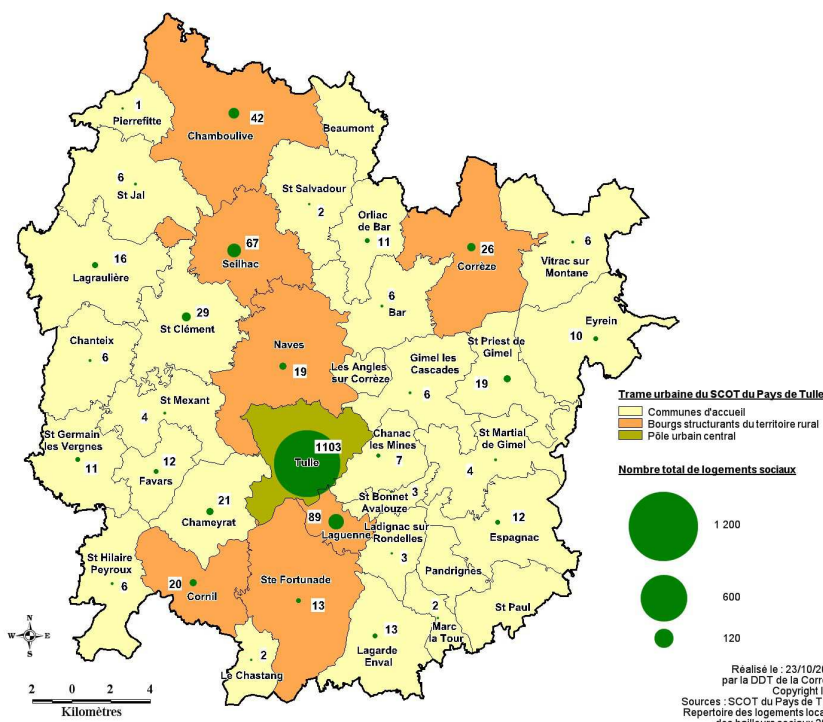 1
Pierrefitte
42
Chamboulive
Beaumont
6
St Jal
St Salvadour
2
Orliac
de Bar
11
26
Corrèze
6
Vitrac sur
Montane
16
Lagraulière
67
Seilhac
29
St Clément
6
Bar
Eyrein
10
Chanteix
6
Naves
19
Les Angles
sur Corrèze
Gimel les
Cascades
6
St Priest de
Gimel
19
St Mexant
4
St Germain
les Vergnes
11
12
Favars
1103
Tulle
Chanac
les Mines
7
St Martial
de Gimel
4
21
Chameyrat
89
Laguenne
St Bonnet
Avalouze
3
Ladignac sur
Rondelles
3
12
Espagnac
St Hilaire
Peyroux
6
20
Cornil
Ste Fortunade
13
Pandrignes
2
Marc
la Tour
St Paul
13
Lagarde
Enval
2
Le Chastang
Trame urbaine du SCOT du Pays de Tulle
Communes d'accueil
Bourgs structurants du territoire rural
Pôle urbain central
Nombre total de logements sociaux
1 200
600
120
N
W E
S
2 0 2 4
Kilomètres
Réalisé le : 23/10/20
par la DDT de la Corr
Copyright I
Sources : SCOT du Pays de T
Repertoire des logements loca